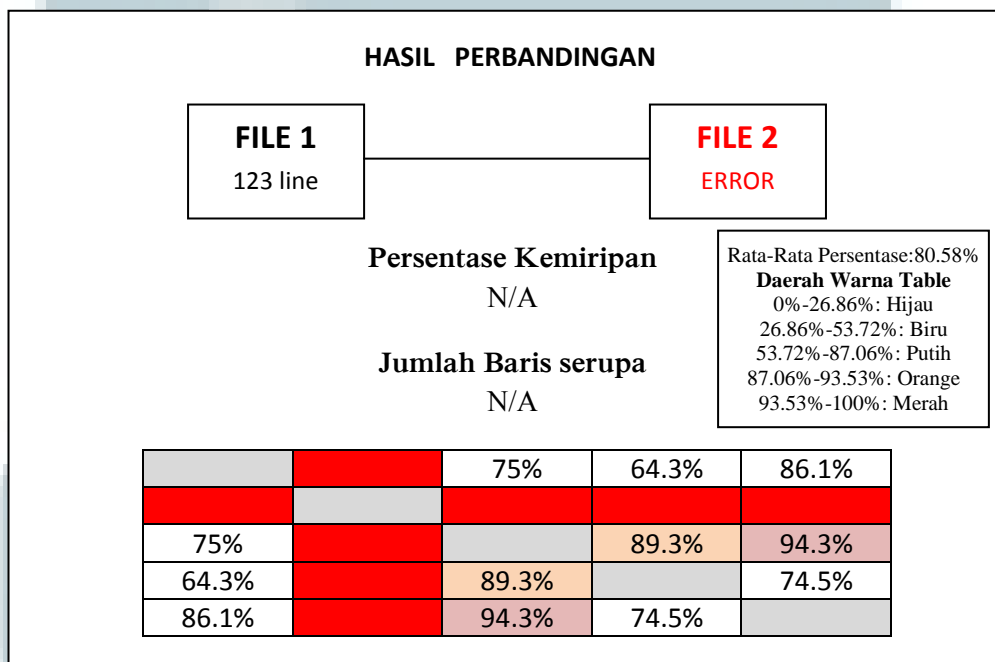 HASIL PERBANDINGAN
FILE 1
123 line
FILE 2
ERROR
Persentase Kemiripan
N/A
Jumlah Baris serupa
N/A
Rata-Rata Persentase:80.58%
Daerah Warna Table
0%-26.86%: Hijau
26.86%-53.72%: Biru
53.72%-87.06%: Putih
87.06%-93.53%: Orange
93.53%-100%: Merah
75% 64.3% 86.1%
75% 89.3% 94.3%
64.3% 89.3% 74.5%
86.1% 94.3% 74.5%